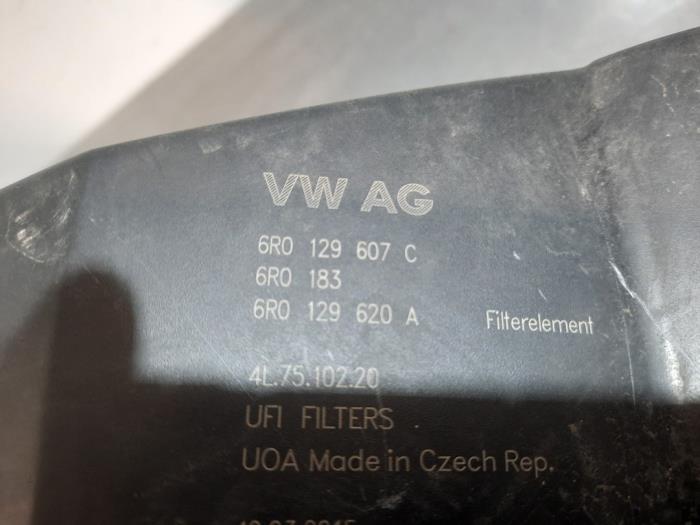 VW AG
6R0 129 607 C
6R0 183
6R0 129 620 A Filterelement
4L.75.102.20
UFI FILTERS
UOA Made in Czech Rep.